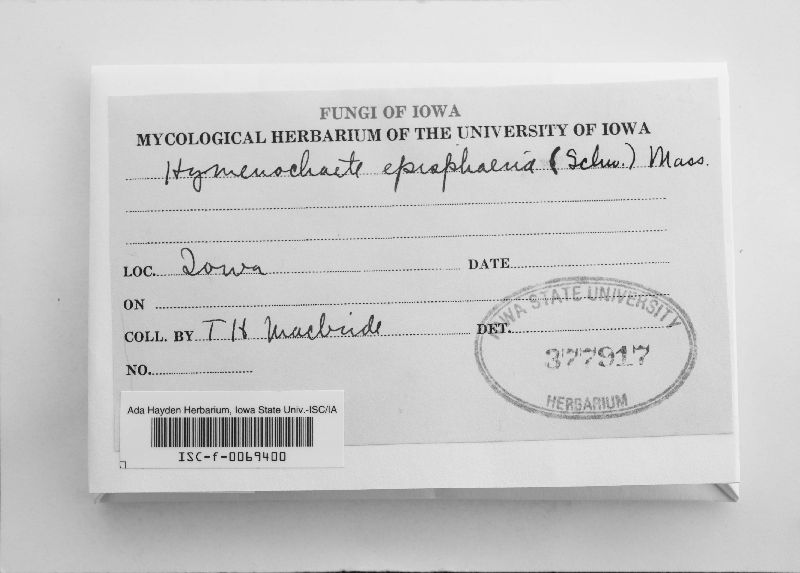 FUNGI OF IOWA
MYCOLOGICAL HERBARIUM OF THE UNIVERSITY OF IOWA
Hymenochaete episphaeria (Schw.) Mass.
LOC. Iowa DATE
ON
COLL. BY T H Macbride DET.
NO.
IOWA STATE UNIVERSITY
377917
HERBARIUM
Ada Hayden Herbarium, Iowa State Univ.-ISC/IA
ISC-f-0069400